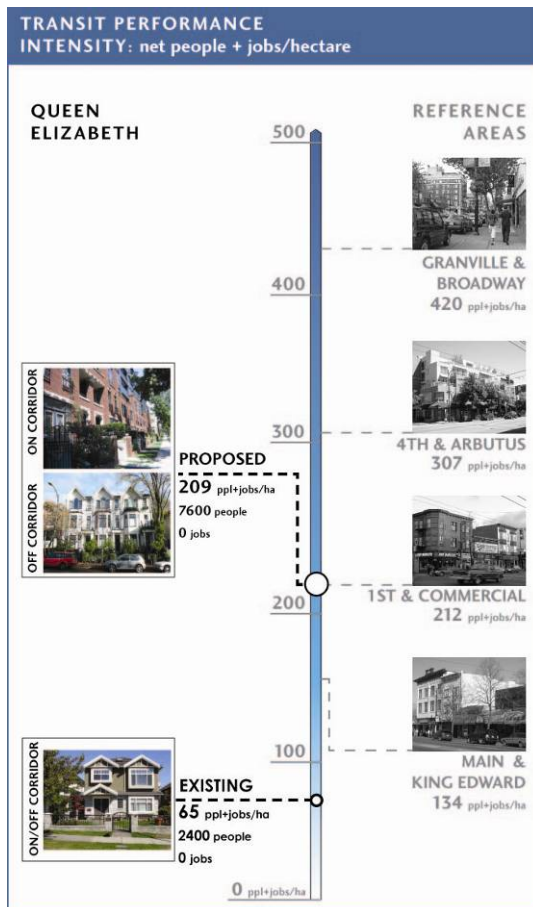 TRANSIT PERFORMANCE
INTENSITY: net people + jobs/hectare
QUEEN
ELIZABETH
REFERENCE
AREAS
500
400
300
200
100
0 ppl+jobs/ha
ON CORRIDOR
OFF CORRIDOR
PROPOSED
209 ppl+jobs/ha
7600 people
0 jobs
ON/OFF CORRIDOR
EXISTING
65 ppl+jobs/ha
2400 people
0 jobs
GRANVILLE &
BROADWAY
420 ppl+jobs/ha
4TH & ARBUTUS
307 ppl+jobs/ha
1ST & COMMERCIAL
212 ppl+jobs/ha
MAIN &
KING EDWARD
134 ppl+jobs/ha